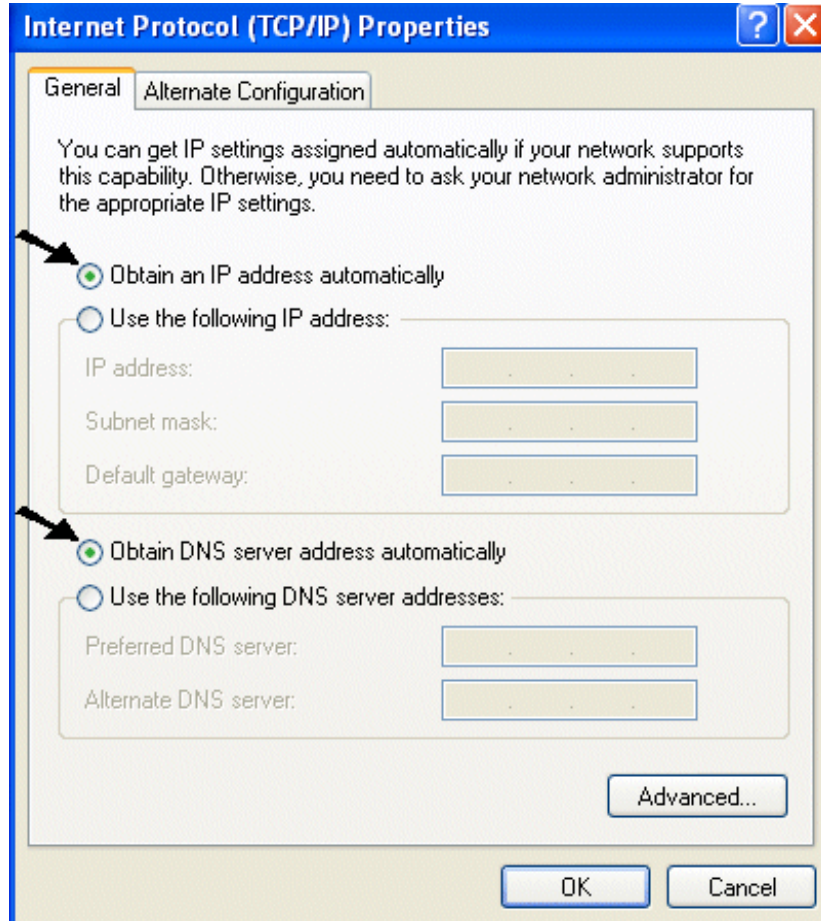 Internet Protocol (TCP/IP) Properties
General
Alternate Configuration
You can get IP settings assigned automatically if your network supports
this capability. Otherwise, you need to ask your network administrator for
the appropriate IP settings.
Obtain an IP address automatically
Use the following IP address:
IP address:
Subnet mask:
Default gateway:
Obtain DNS server address automatically
Use the following DNS server addresses:
Preferred DNS server:
Alternate DNS server:
Advanced...
OK
Cancel